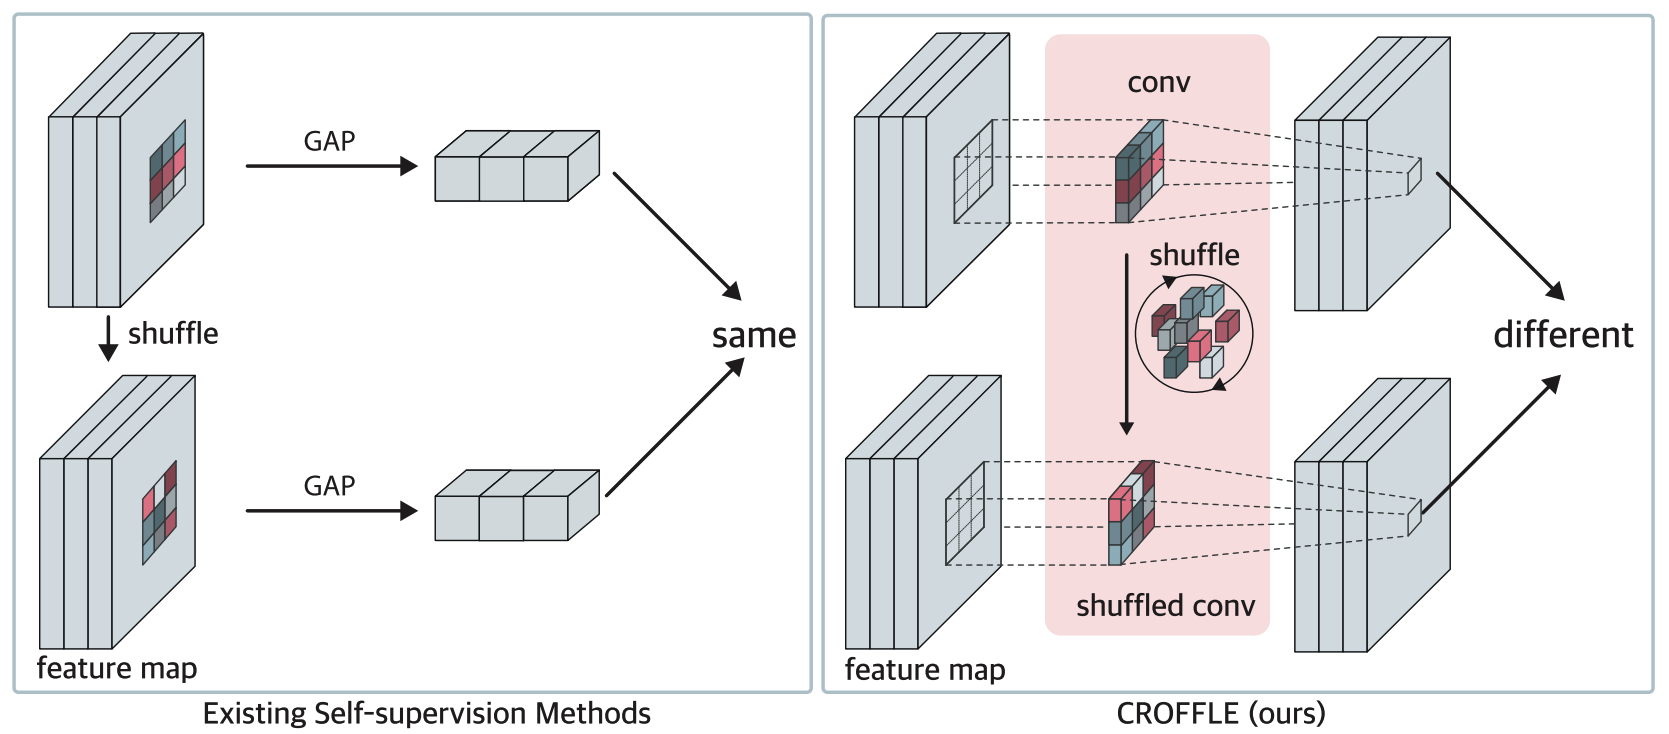 GAP
shuffle
same
GAP
feature map
Existing Self-supervision Methods
conv
shuffle
different
shuffled conv
feature map
CROFFLE (ours)